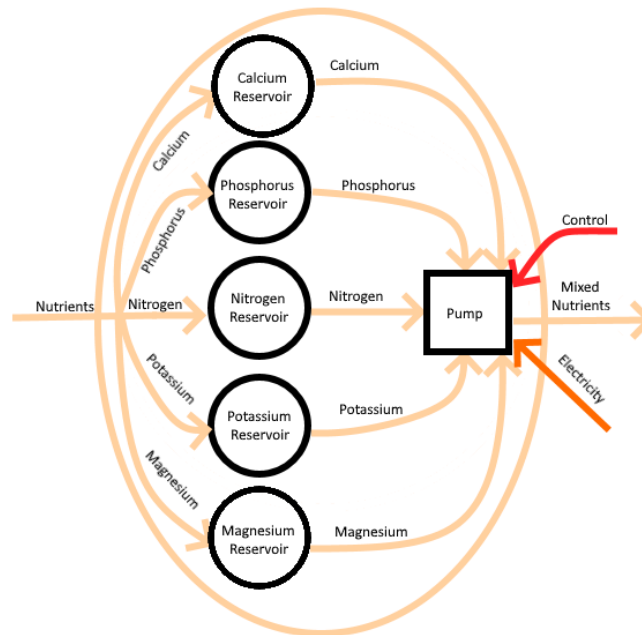 Calcium
Calcium
Reservoir
Calcium
Phosphorus
Reservoir
Phosphorus
Phosphorus
Control
Nutrients
Nitrogen
Nitrogen
Reservoir
Nitrogen
Pump
Mixed
Nutrients
Electricity
Potassium
Potassium
Reservoir
Potassium
Magnesium
Magnesium
Reservoir
Magnesium